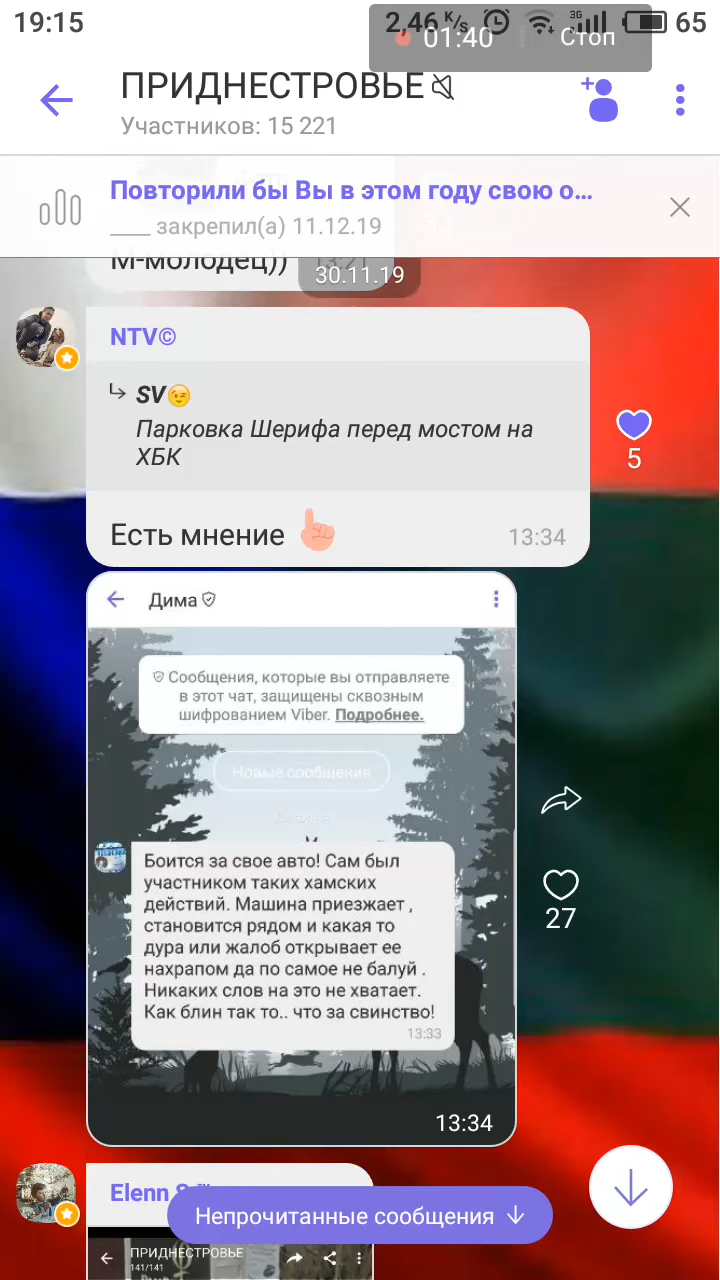 19:15
2,46 K/s 3G 65
01:40 Стоп
ПРИДНЕСТРОВЬЕ
Участников: 15 221
Повторили бы Вы в этом году свою о...
____ закрепил(а) 11.12.19
М-молодец)) 13:21
30.11.19
NTV©
SV😉
Парковка Шерифа перед мостом на
ХБК
5
Есть мнение 13:34
Дима
Сообщения, которые вы отправляете
в этот чат, защищены сквозным
шифрованием Viber. Подробнее.
Новые сообщения
Боится за свое авто! Сам был
участником таких хамских
действий. Машина приезжает ,
становится рядом и какая то
дура или жалоб открывает ее
нахрапом да по самое не балуй .
Никаких слов на это не хватает.
Как блин так то.. что за свинство!
13:33
27
13:34
Elenn
Непрочитанные сообщения
ПРИДНЕСТРОВЬЕ
141/141